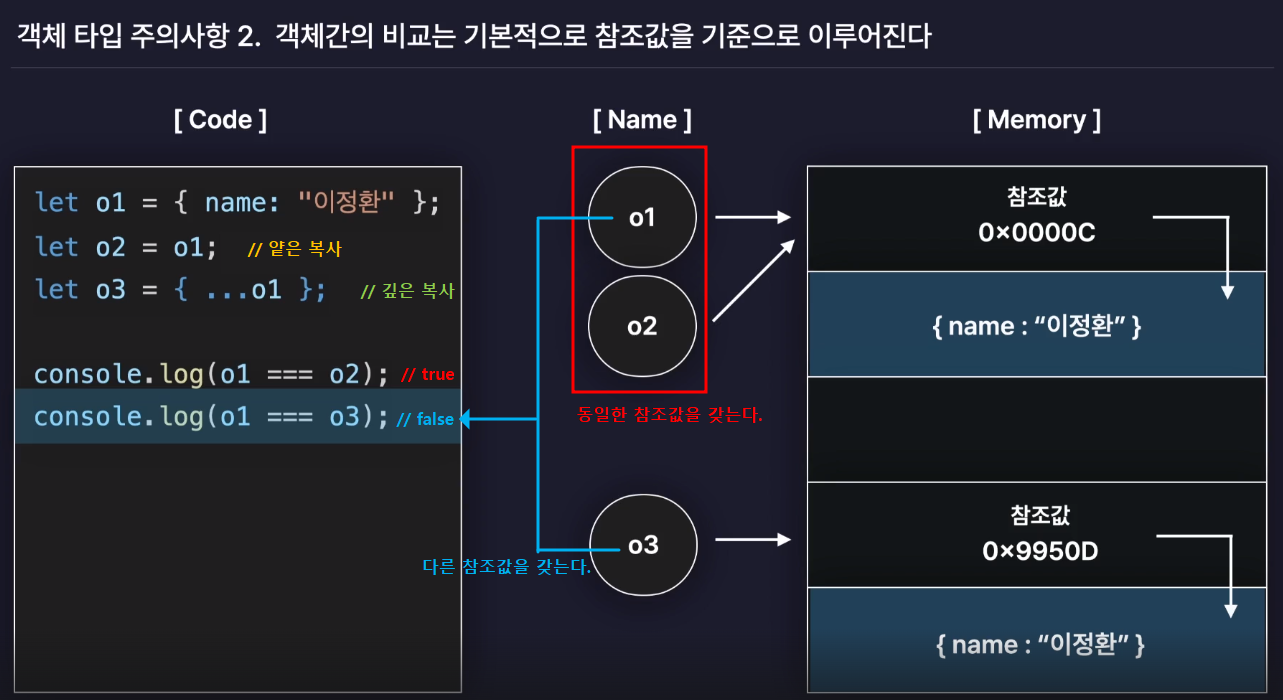 객체 타입 주의사항 2. 객체간의 비교는 기본적으로 참조값을 기준으로 이루어진다
[ Code ]
[ Name ]
[ Memory ]
let o1 = { name: "이정환" };
let o2 = o1; // 얕은 복사
let o3 = { ...o1 }; // 깊은 복사
console.log(o1 === o2); // true
console.log(o1 === o3); // false
o1
o2
동일한 참조값을 갖는다.
o3
다른 참조값을 갖는다.
참조값
0×0000C
{ name : “이정환” }
참조값
0×9950D
{ name : “이정환” }